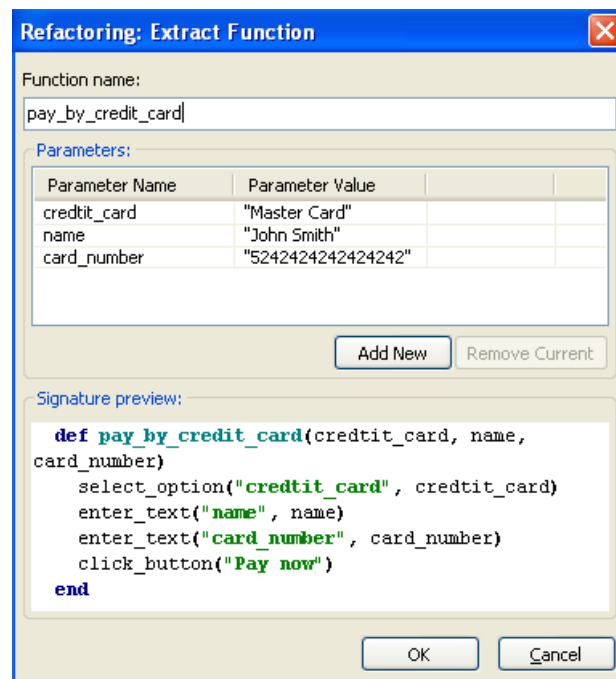 Refactoring: Extract Function
Function name:
pay_by_credit_card
Parameters:
Parameter Name Parameter Value
credtit_card "Master Card"
name "John Smith"
card_number "5242424242424242"
Add New Remove Current
Signature preview:
def pay_by_credit_card(credtit_card, name,
card_number)
select_option("credtit_card", credtit_card)
enter_text("name", name)
enter_text("card_number", card_number)
click_button("Pay now")
end
OK Cancel